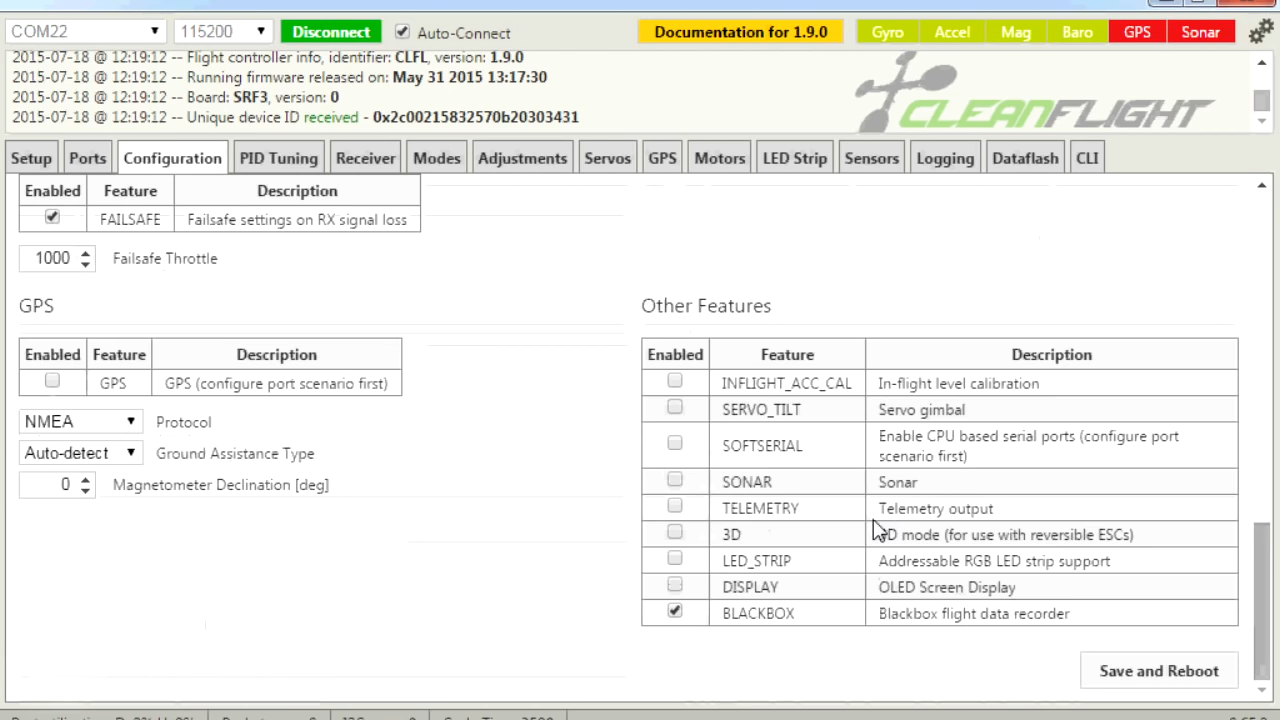 COM22 115200 Disconnect Auto-Connect Documentation for 1.9.0 Gyro Accel Mag Baro GPS Sonar
2015-07-18 @ 12:19:12 -- Flight controller info, identifier: CLFL, version: 1.9.0
2015-07-18 @ 12:19:12 -- Running firmware released on: May 31 2015 13:17:30
2015-07-18 @ 12:19:12 -- Board: SRF3, version: 0
2015-07-18 @ 12:19:12 -- Unique device ID received - 0x2c00215832570b20303431
CLEANFLIGHT
Setup Ports Configuration PID Tuning Receiver Modes Adjustments Servos GPS Motors LED Strip Sensors Logging Dataflash CLI
Enabled Feature Description
FAILSAFE Failsafe settings on RX signal loss
1000 Failsafe Throttle
GPS
Enabled Feature Description
GPS GPS (configure port scenario first)
NMEA Protocol
Auto-detect Ground Assistance Type
0 Magnetometer Declination [deg]
Other Features
Enabled Feature Description
INFLIGHT_ACC_CAL In-flight level calibration
SERVO_TILT Servo gimbal
SOFTSERIAL Enable CPU based serial ports (configure port
scenario first)
SONAR Sonar
TELEMETRY Telemetry output
3D mode (for use with reversible ESCs)
LED_STRIP Addressable RGB LED strip support
DISPLAY OLED Screen Display
BLACKBOX Blackbox flight data recorder
Save and Reboot